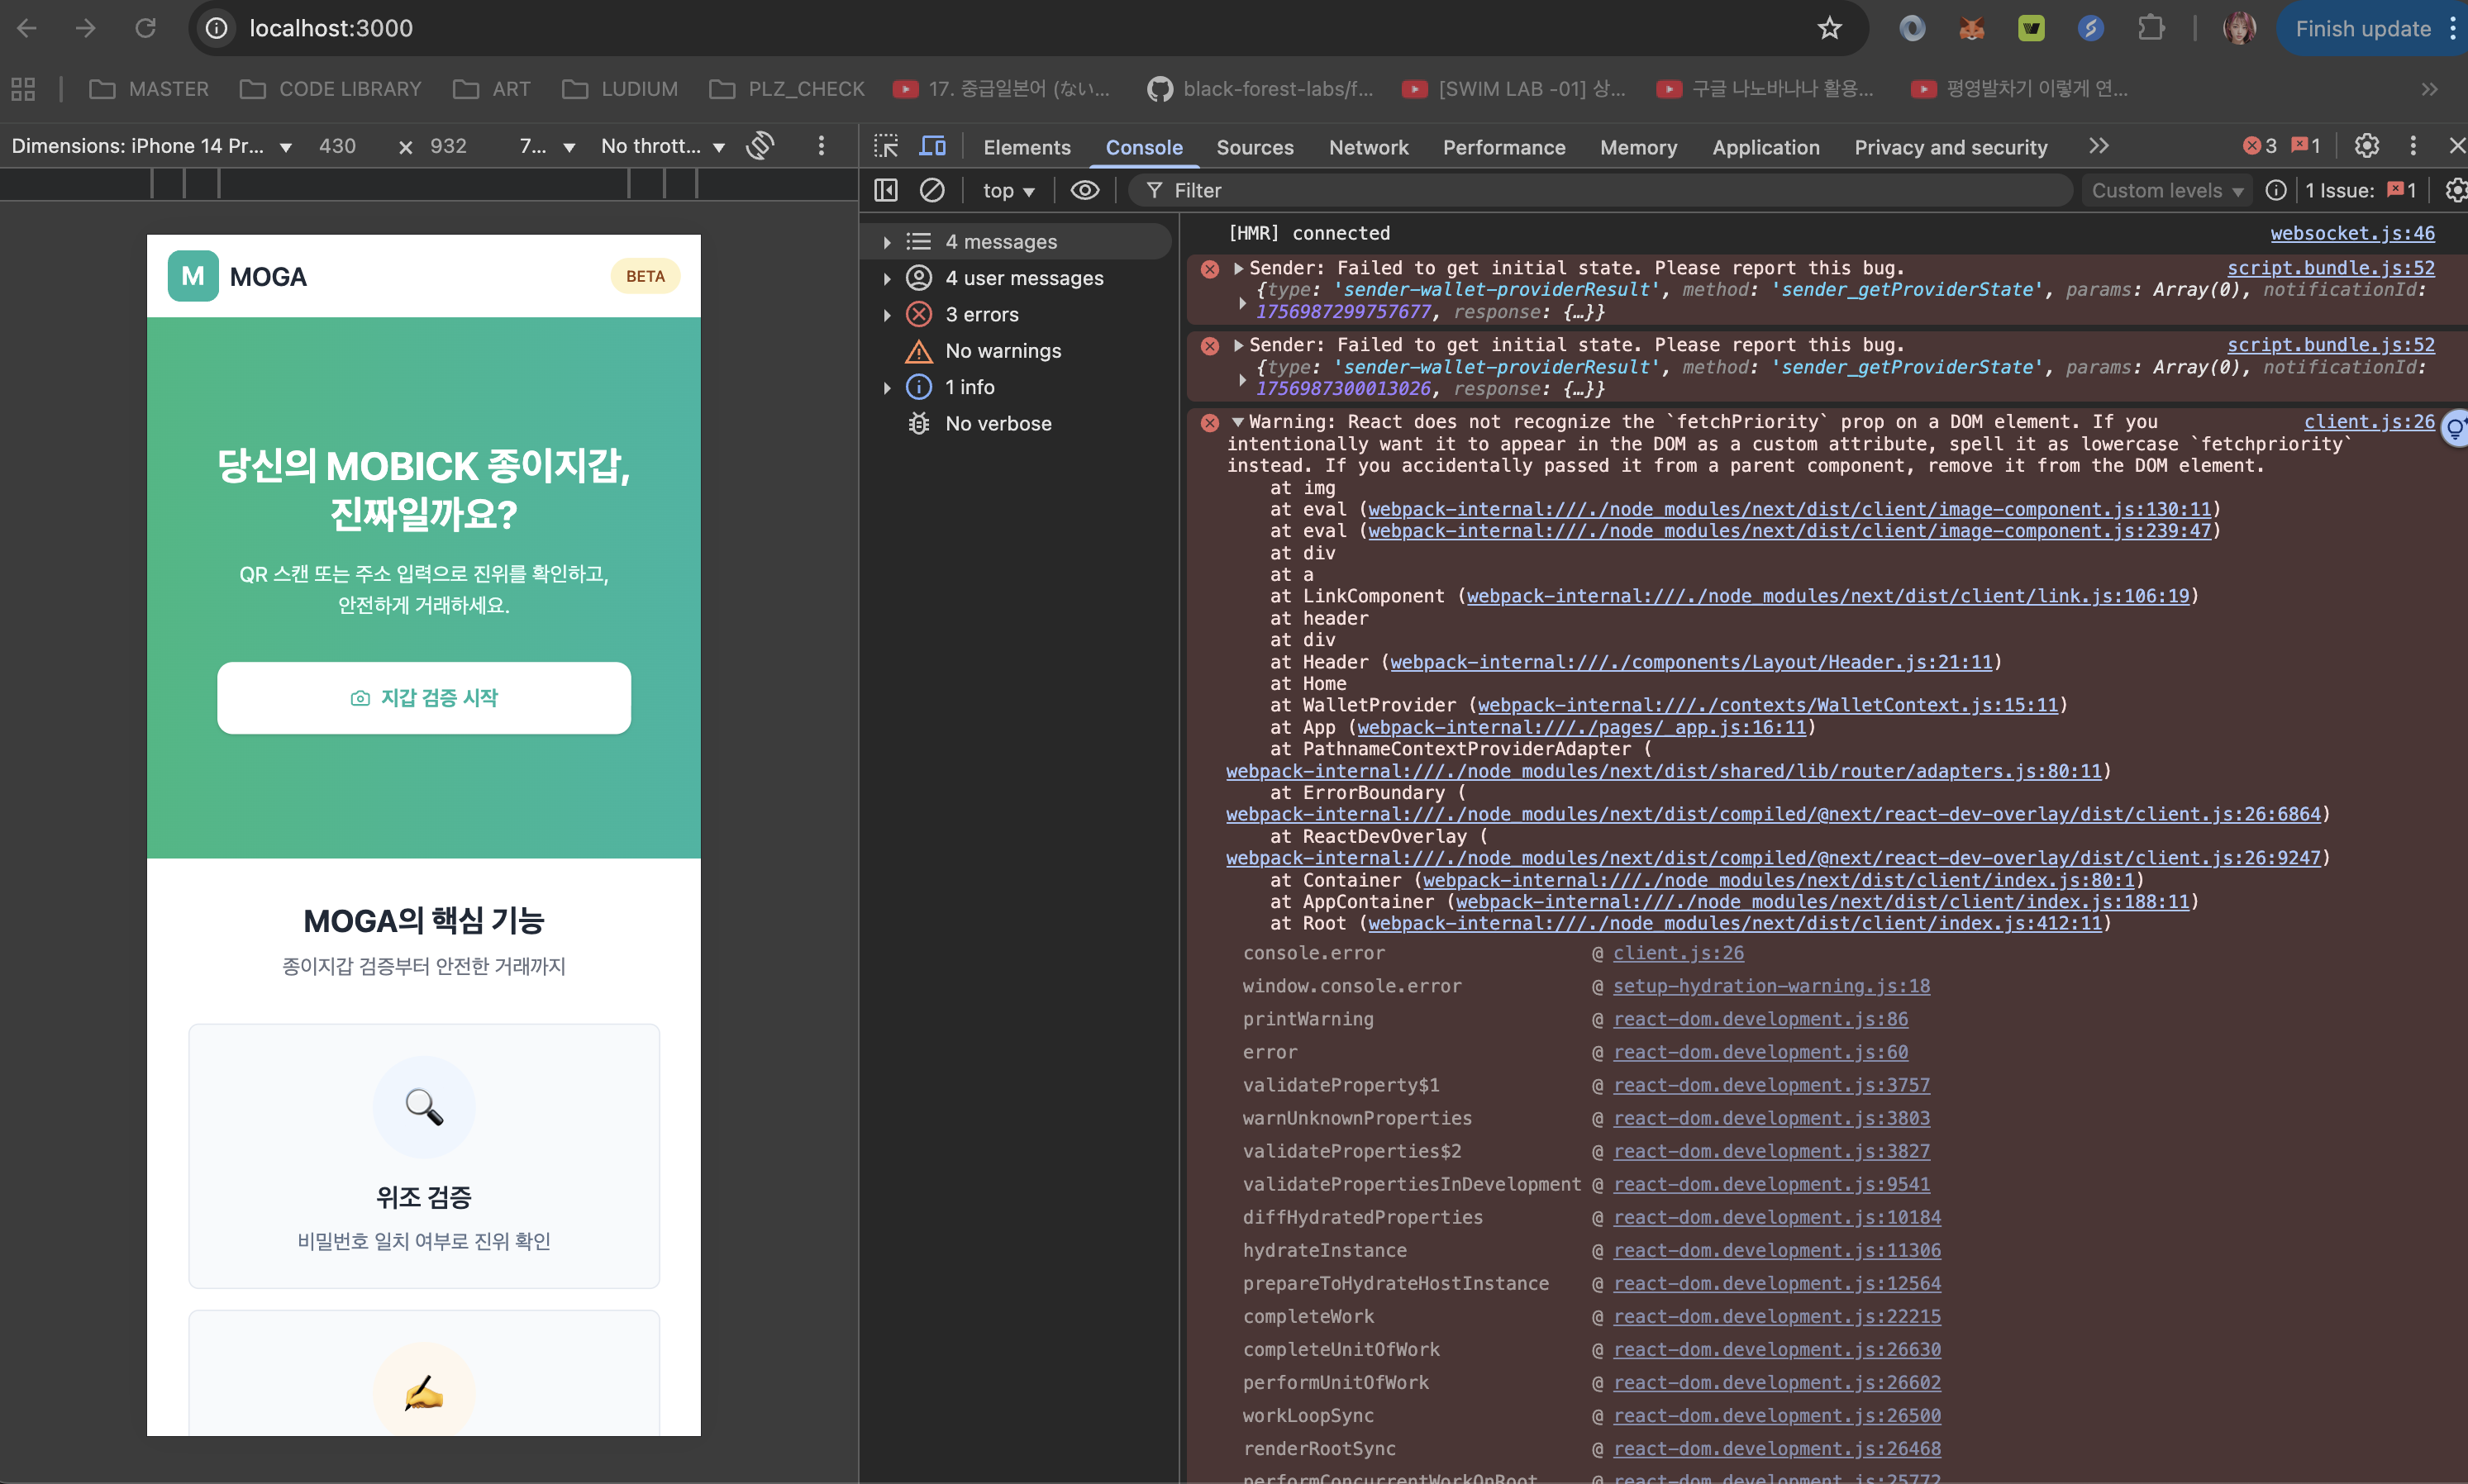 localhost:3000
Finish update
MASTER
CODE LIBRARY
ART
LUDIUM
PLZ_CHECK
17. 중급일본어 (ない...
black-forest-labs/f...
[SWIM LAB -01] 상...
구글 나노바나나 활용...
평영발차기 이렇게 연...
Dimensions: iPhone 14 Pr... 430 × 932 7... No thrott...
M MOGA BETA
당신의 MOBICK 종이지갑,
진짜일까요?
QR 스캔 또는 주소 입력으로 진위를 확인하고,
안전하게 거래하세요.
지갑 검증 시작
MOGA의 핵심 기능
종이지갑 검증부터 안전한 거래까지
위조 검증
비밀번호 일치 여부로 진위 확인
Elements Console Sources Network Performance Memory Application Privacy and security 3 1
top Filter Custom levels 1 Issue: 1
4 messages
4 user messages
3 errors
No warnings
1 info
No verbose
[HMR] connected websocket.js:46
Sender: Failed to get initial state. Please report this bug. script.bundle.js:52
{type: 'sender-wallet-providerResult', method: 'sender_getProviderState', params: Array(0), notificationId:
1756987299757677, response: {…}}
Sender: Failed to get initial state. Please report this bug. script.bundle.js:52
{type: 'sender-wallet-providerResult', method: 'sender_getProviderState', params: Array(0), notificationId:
1756987300013026, response: {…}}
Warning: React does not recognize the `fetchPriority` prop on a DOM element. If you client.js:26
intentionally want it to appear in the DOM as a custom attribute, spell it as lowercase `fetchpriority`
instead. If you accidentally passed it from a parent component, remove it from the DOM element.
at img
at eval (webpack-internal:///./node_modules/next/dist/client/image-component.js:130:11)
at eval (webpack-internal:///./node_modules/next/dist/client/image-component.js:239:47)
at div
at a
at LinkComponent (webpack-internal:///./node_modules/next/dist/client/link.js:106:19)
at header
at div
at Header (webpack-internal:///./components/Layout/Header.js:21:11)
at Home
at WalletProvider (webpack-internal:///./contexts/WalletContext.js:15:11)
at App (webpack-internal:///./pages/_app.js:16:11)
at PathnameContextProviderAdapter (
webpack-internal:///./node_modules/next/dist/shared/lib/router/adapters.js:80:11)
at ErrorBoundary (
webpack-internal:///./node_modules/next/dist/compiled/@next/react-dev-overlay/dist/client.js:26:6864)
at ReactDevOverlay (
webpack-internal:///./node_modules/next/dist/compiled/@next/react-dev-overlay/dist/client.js:26:9247)
at Container (webpack-internal:///./node_modules/next/dist/client/index.js:80:1)
at AppContainer (webpack-internal:///./node_modules/next/dist/client/index.js:188:11)
at Root (webpack-internal:///./node_modules/next/dist/client/index.js:412:11)
console.error @ client.js:26
window.console.error @ setup-hydration-warning.js:18
printWarning @ react-dom.development.js:86
error @ react-dom.development.js:60
validateProperty$1 @ react-dom.development.js:3757
warnUnknownProperties @ react-dom.development.js:3803
validateProperties$2 @ react-dom.development.js:3827
validatePropertiesInDevelopment @ react-dom.development.js:9541
diffHydratedProperties @ react-dom.development.js:10184
hydrateInstance @ react-dom.development.js:11306
prepareToHydrateHostInstance @ react-dom.development.js:12564
completeWork @ react-dom.development.js:22215
completeUnitOfWork @ react-dom.development.js:26630
performUnitOfWork @ react-dom.development.js:26602
workLoopSync @ react-dom.development.js:26500
renderRootSync @ react-dom.development.js:26468
performConcurrentWorkOnRoot @ react-dom.development.js:25772